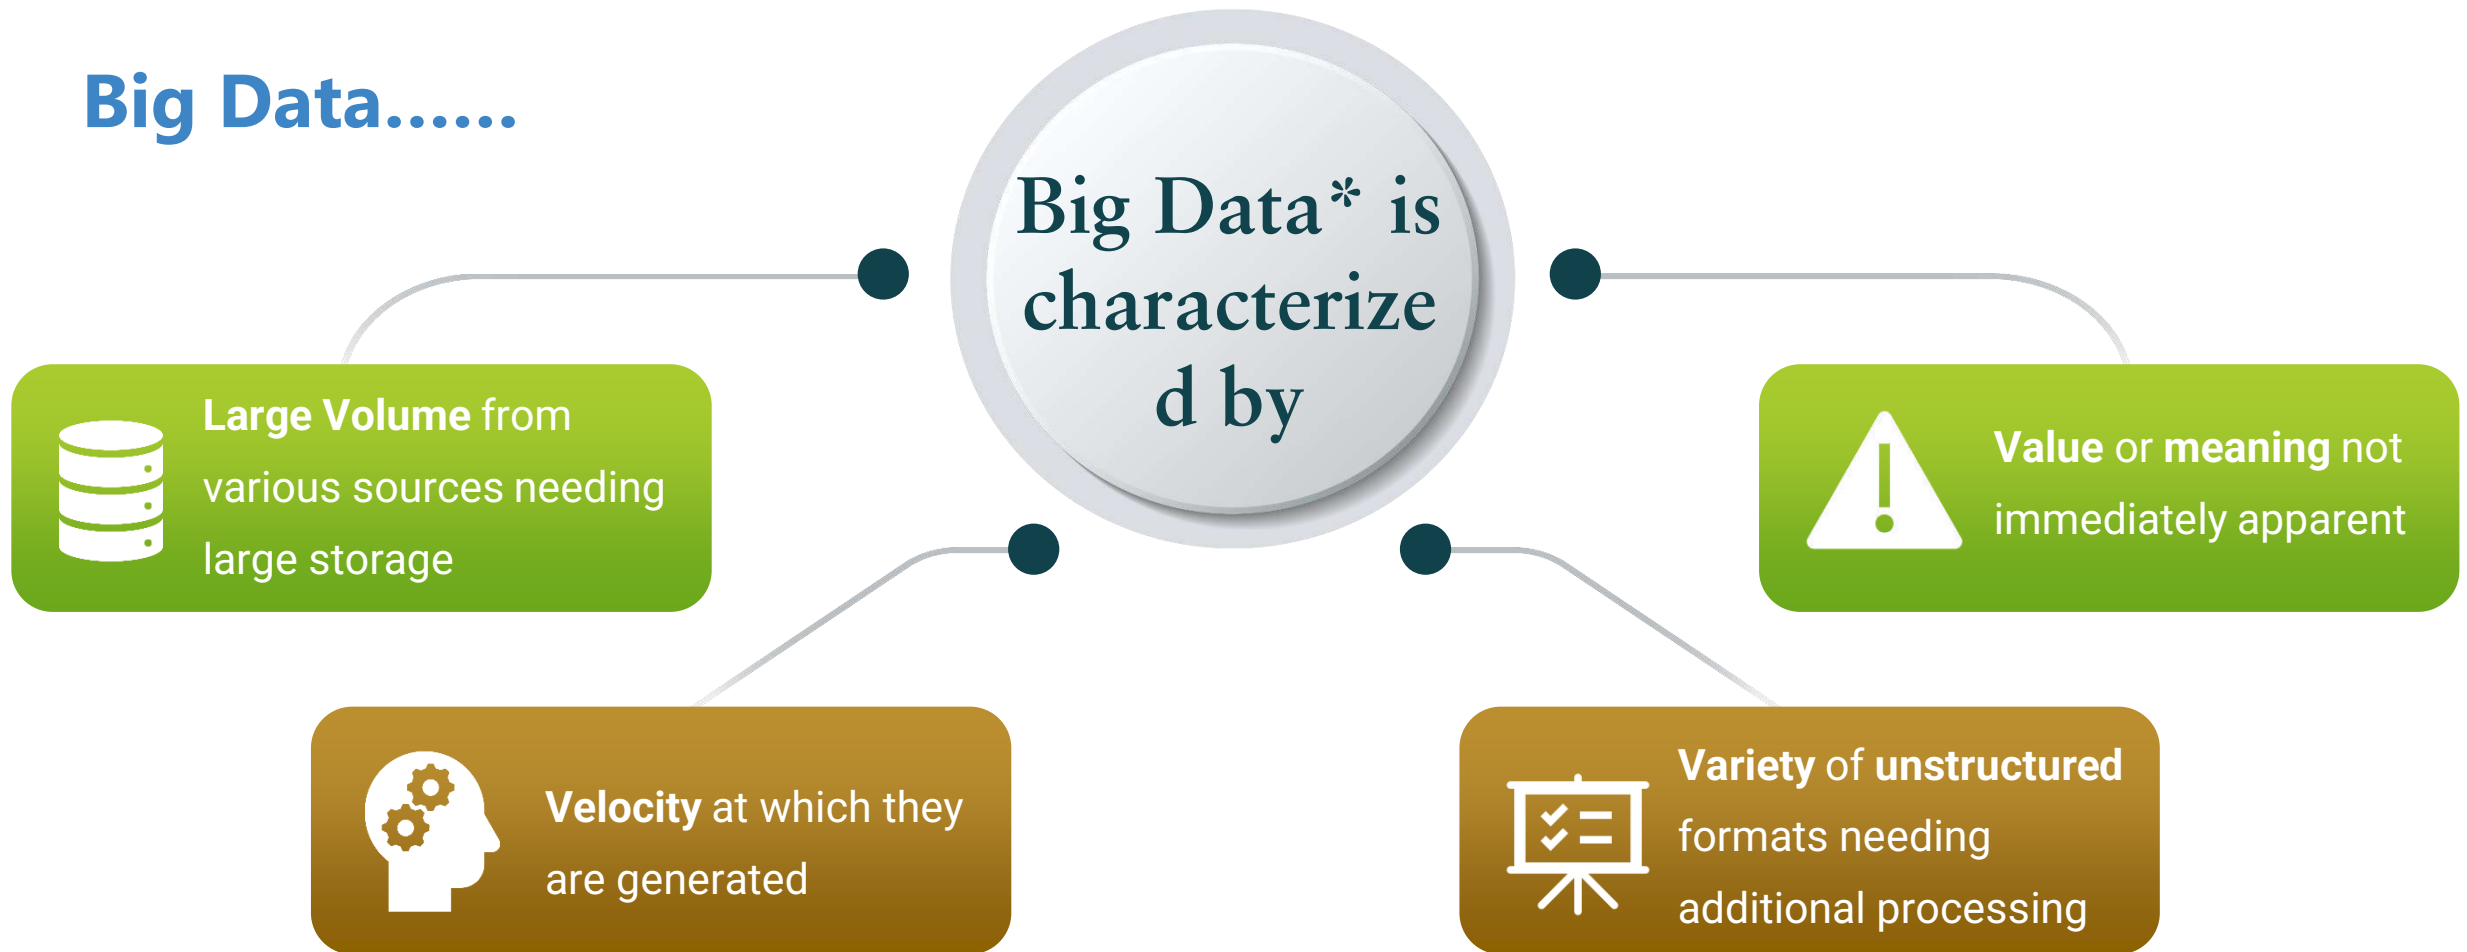 Big Data......
Big Data* is
characterize
d by
Large Volume from
various sources needing
large storage
Value or meaning not
immediately apparent
Velocity at which they
are generated
Variety of unstructured
formats needing
additional processing